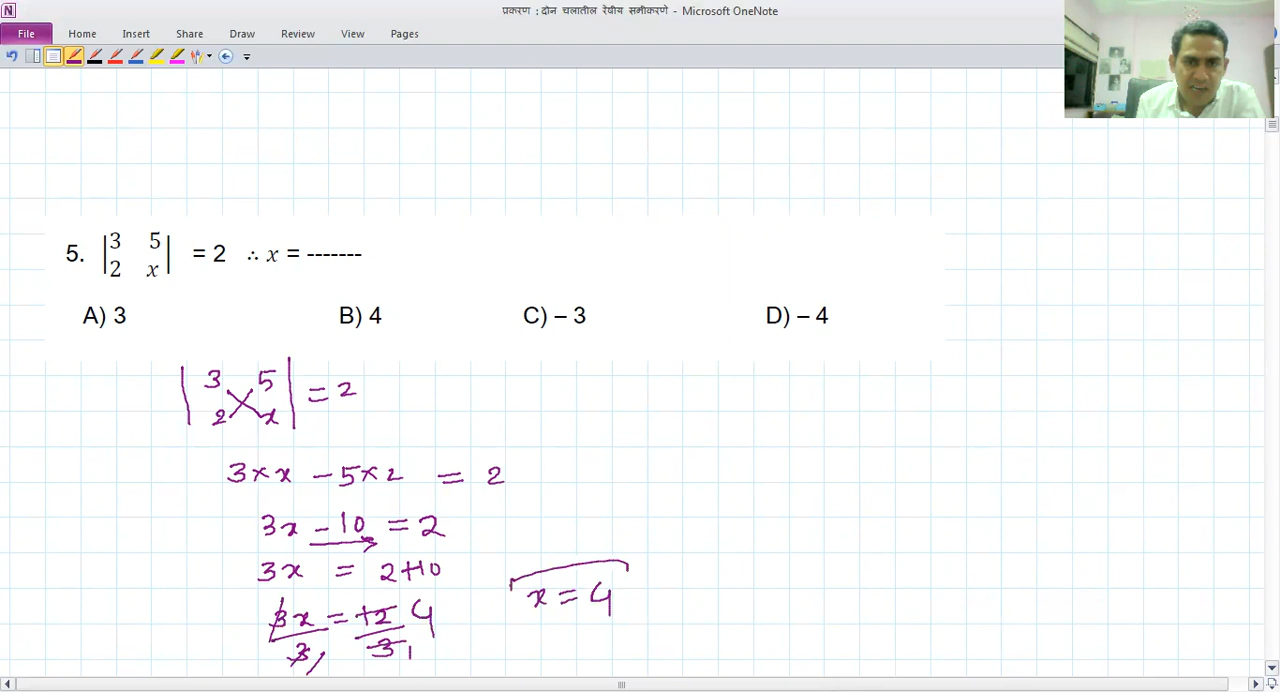 प्रकरण : दोन चलातील रेषीय समीकरणे - Microsoft OneNote
File Home Insert Share Draw Review View Pages
5. |3 5| = 2 ∴ x = -------
|2 x|
A) 3 B) 4 C) – 3 D) – 4
|3 5| = 2
|2 x|
3 × x – 5 × 2 = 2
3x – 10 = 2
3x = 2+10
3x = 12 4
3 3 1
x = 4